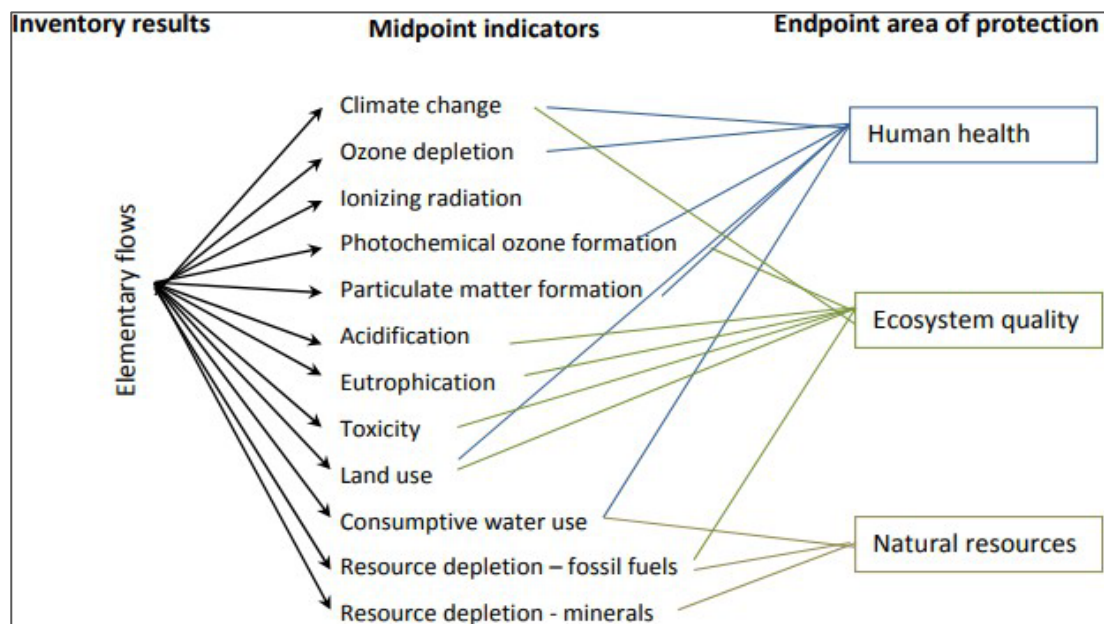 Inventory results
Midpoint indicators
Endpoint area of protection
Elementary flows
Climate change
Ozone depletion
Ionizing radiation
Photochemical ozone formation
Particulate matter formation
Acidification
Eutrophication
Toxicity
Land use
Consumptive water use
Resource depletion – fossil fuels
Resource depletion - minerals
Human health
Ecosystem quality
Natural resources